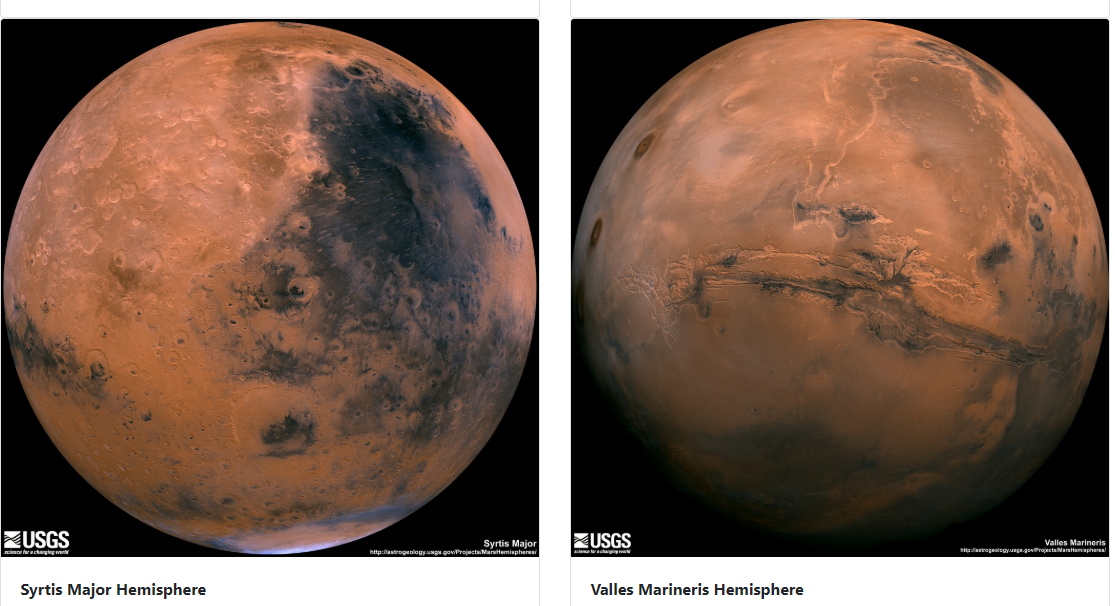 USGS
science for a changing world
Syrtis Major
http://astrogeology.usgs.gov/Projects/MarsHemispheres/
USGS
science for a changing world
Valles Marineris
http://astrogeology.usgs.gov/Projects/MarsHemispheres/
Syrtis Major Hemisphere
Valles Marineris Hemisphere